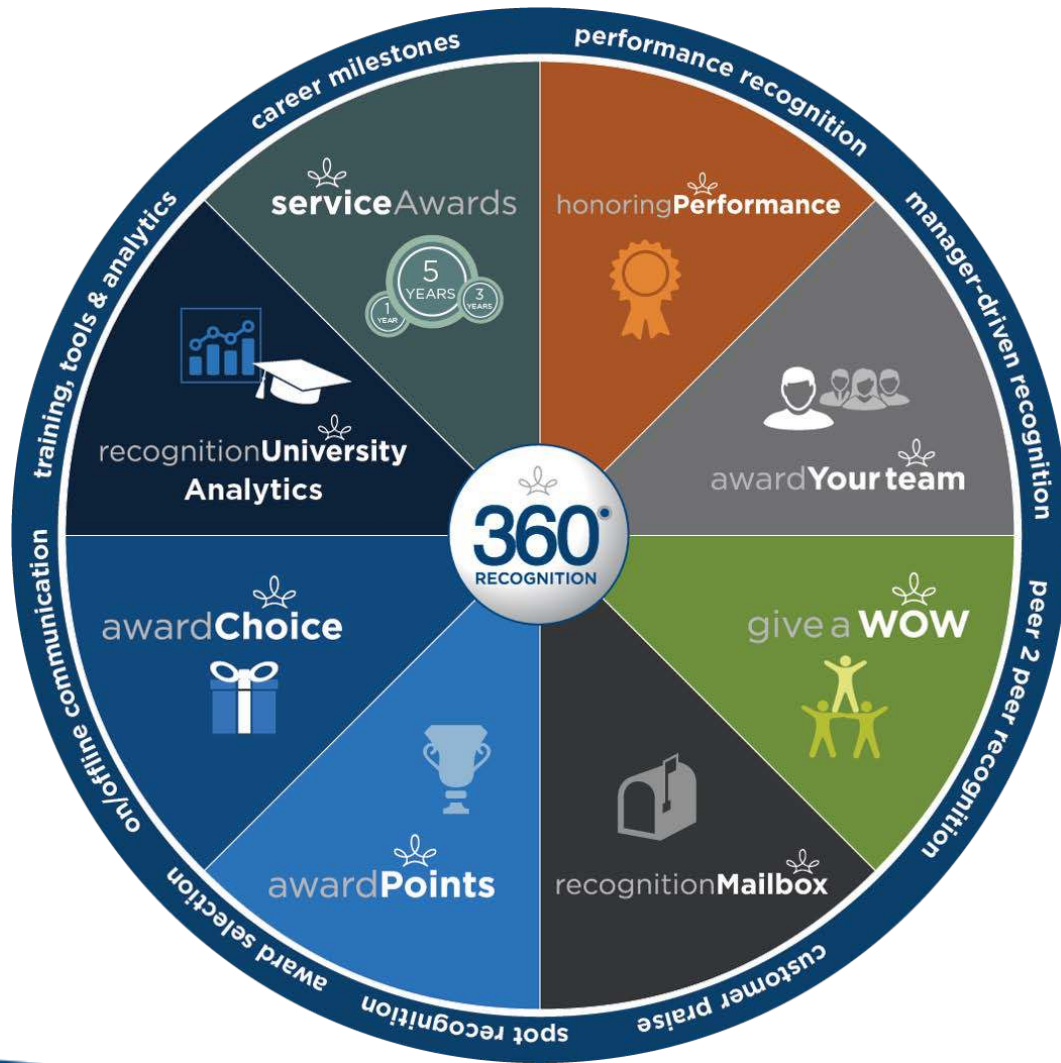 career milestones
performance recognition
manager-driven recognition
peer 2 peer recognition
customer praise
spot recognition
award selection
on/offline communication
training, tools & analytics
serviceAwards
5
YEARS
1
YEAR
3
YEARS
honoringPerformance
awardYour team
give a WOW
recognitionMailbox
awardPoints
awardChoice
recognitionUniversity
Analytics
360°
RECOGNITION